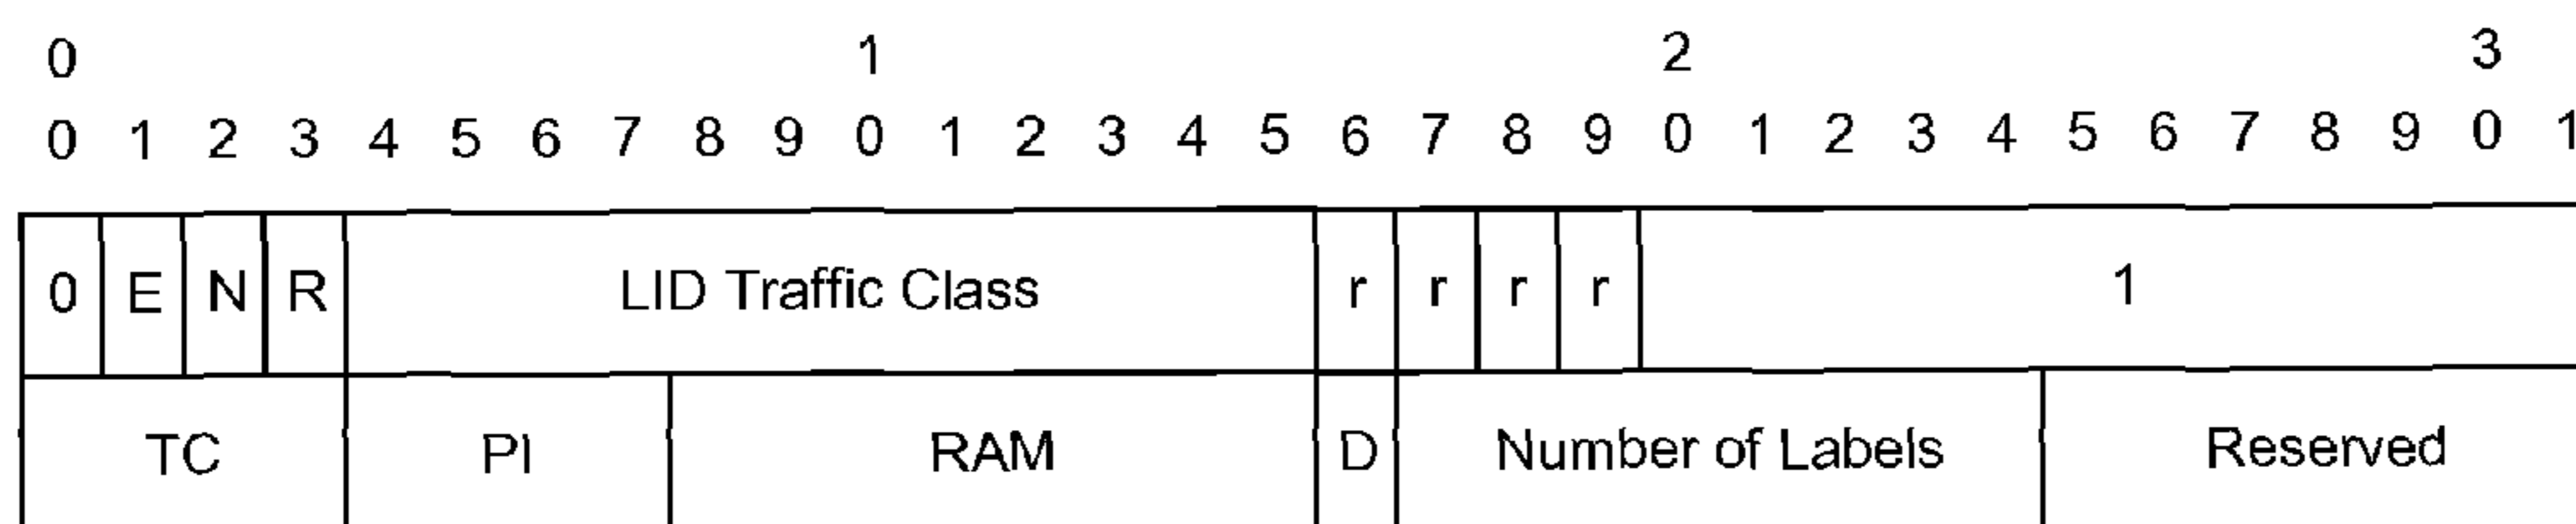 0 1 2 3
0 1 2 3 4 5 6 7 8 9 0 1 2 3 4 5 6 7 8 9 0 1 2 3 4 5 6 7 8 9 0 1
0 E N R LID Traffic Class r r r r 1
TC PI RAM D Number of Labels Reserved